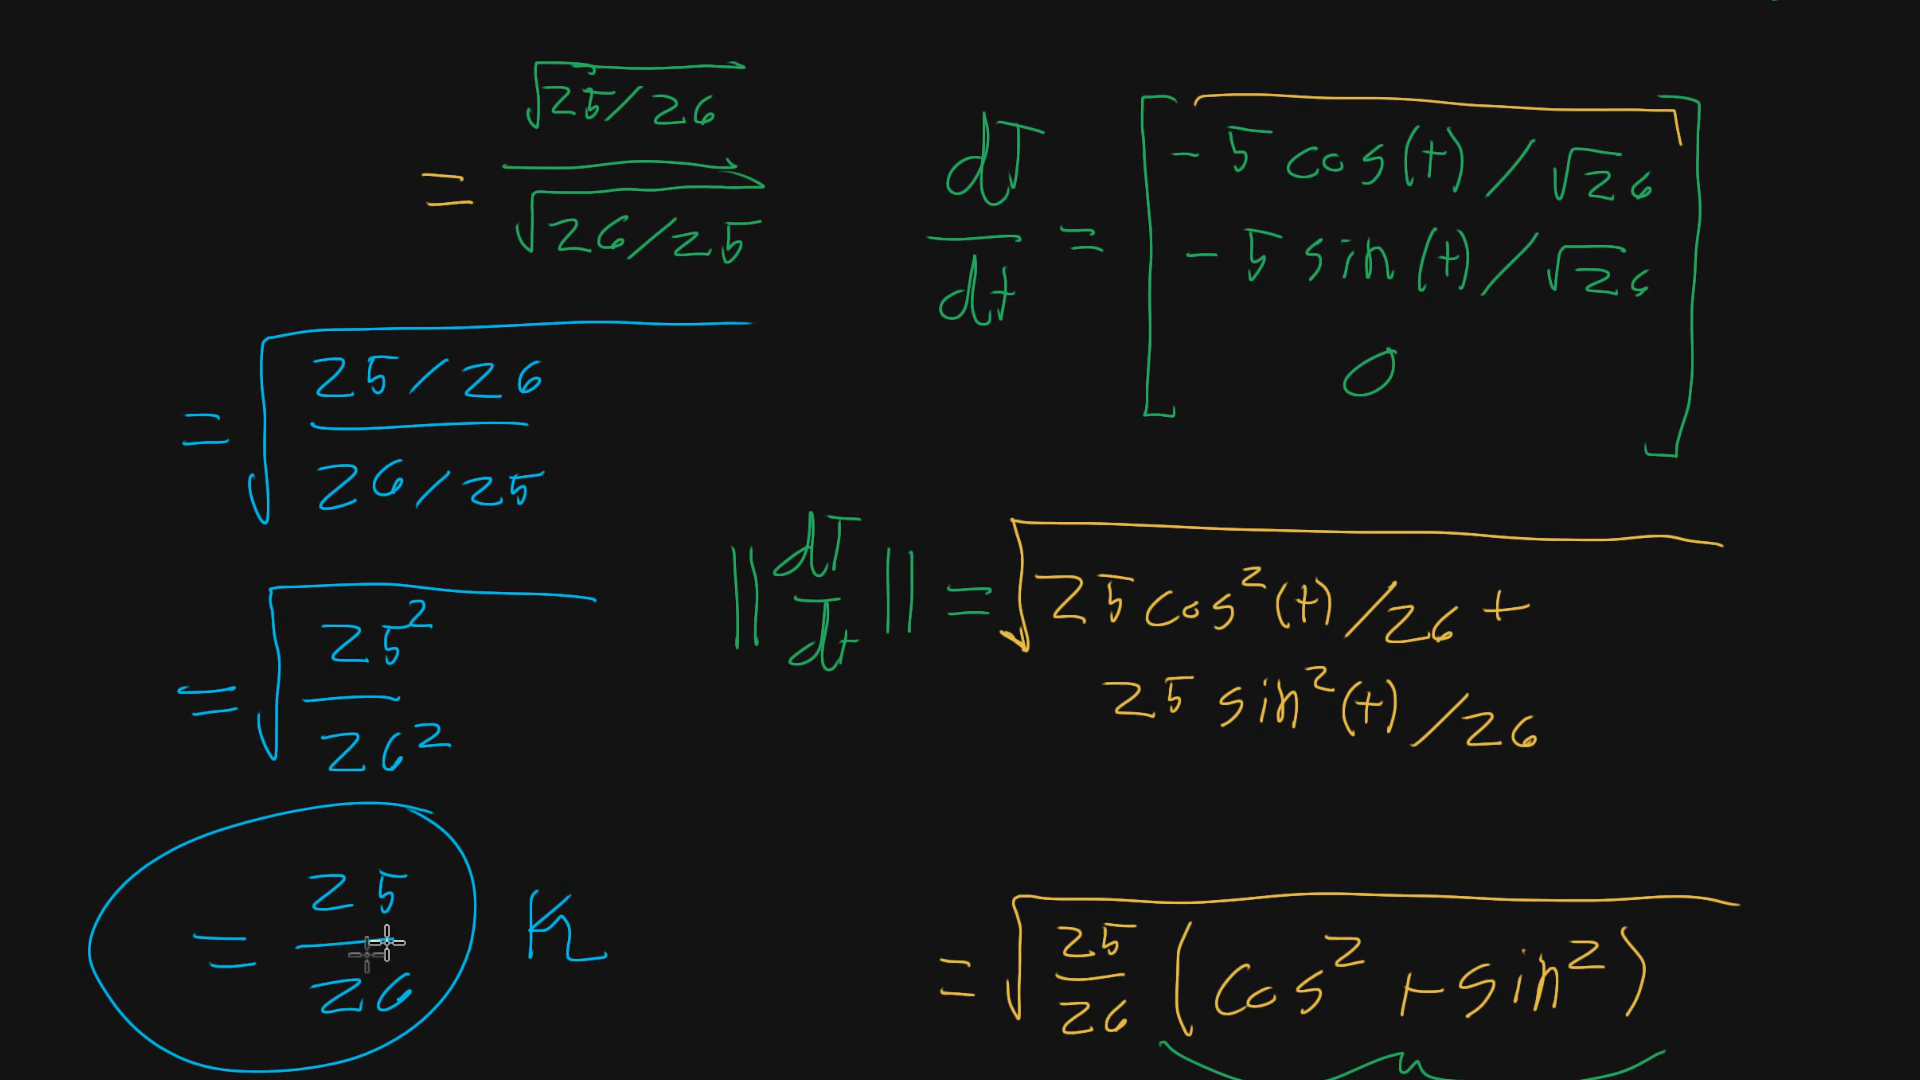 = √25/26 / √26/25
= √(25/26 / 26/25)
= √(25² / 26²)
= 25/26 κ
dT/dt = [ -5 cos(t)/√26
-5 sin(t)/√26
0 ]
||dT/dt|| = √25 cos²(t)/26 +
25 sin²(t)/26
= √25/26 (cos² + sin²)